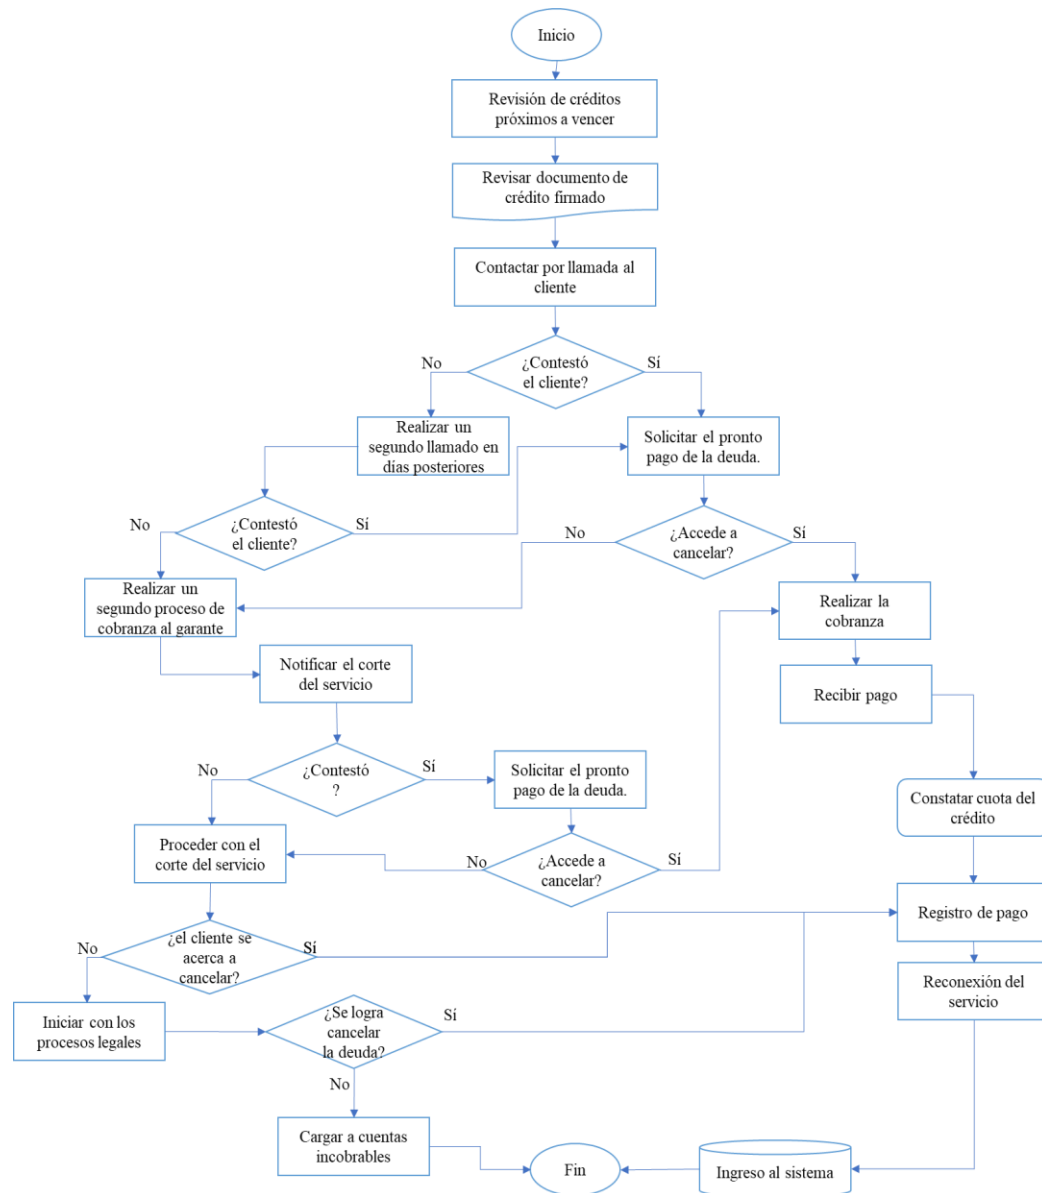 Inicio
Revisión de créditos
próximos a vencer
Revisar documento de
crédito firmado
Contactar por llamada al
cliente
No
¿Contestó
el cliente?
Sí
Realizar un
segundo llamado en
días posteriores
Solicitar el pronto
pago de la deuda.
No
¿Contestó
el cliente?
Sí
No
¿Accede a
cancelar?
Sí
Realizar un
segundo proceso de
cobranza al garante
Realizar la
cobranza
Notificar el corte
del servicio
Recibir pago
No
¿Contestó
?
Sí
Solicitar el pronto
pago de la deuda.
Constatar cuota del
crédito
Proceder con el
corte del servicio
No
¿Accede a
cancelar?
Sí
Registro de pago
No
¿el cliente se
acerca a
cancelar?
Sí
Reconexión del
servicio
Iniciar con los
procesos legales
¿Se logra
cancelar
la deuda?
Sí
No
Cargar a cuentas
incobrables
Fin
Ingreso al sistema